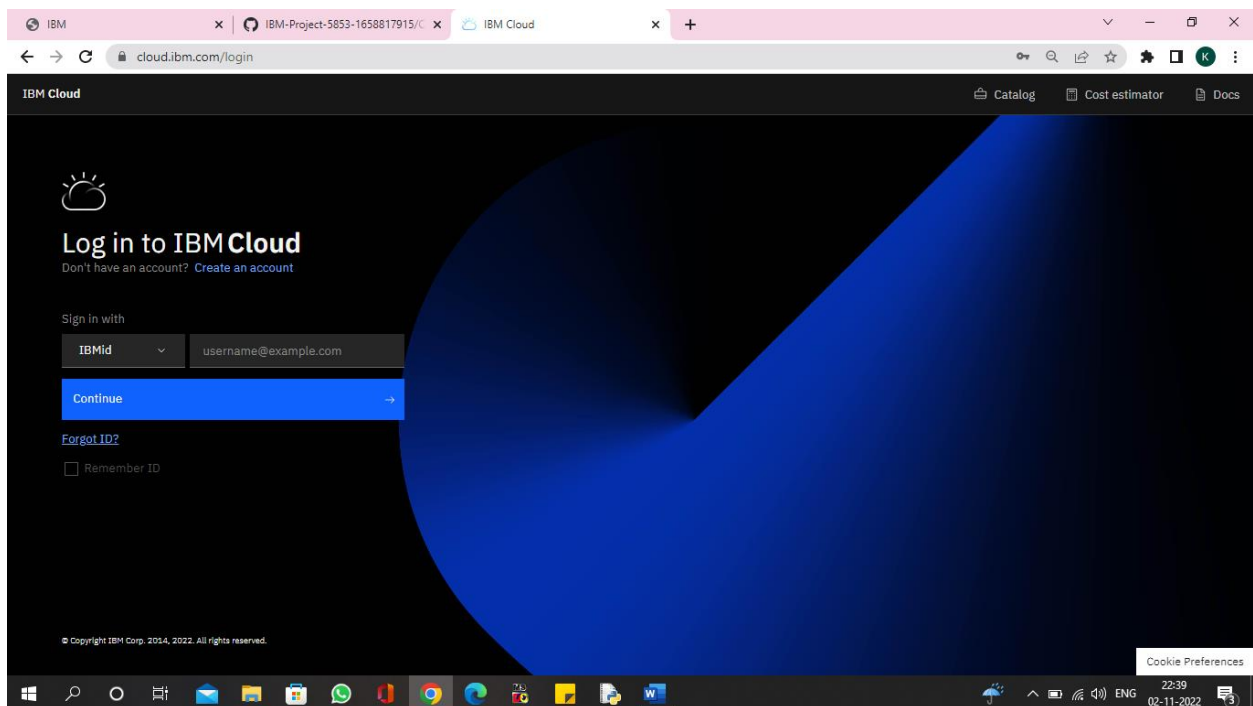 IBM
IBM-Project-5853-1658817915/C
IBM Cloud
cloud.ibm.com/login
K
IBM Cloud
Catalog
Cost estimator
Docs
Log in to IBM Cloud
Don't have an account? Create an account
Sign in with
IBMid
username@example.com
Continue
Forgot ID?
Remember ID
© Copyright IBM Corp. 2014, 2022. All rights reserved.
Cookie Preferences
W
ENG
22:39
02-11-2022
3